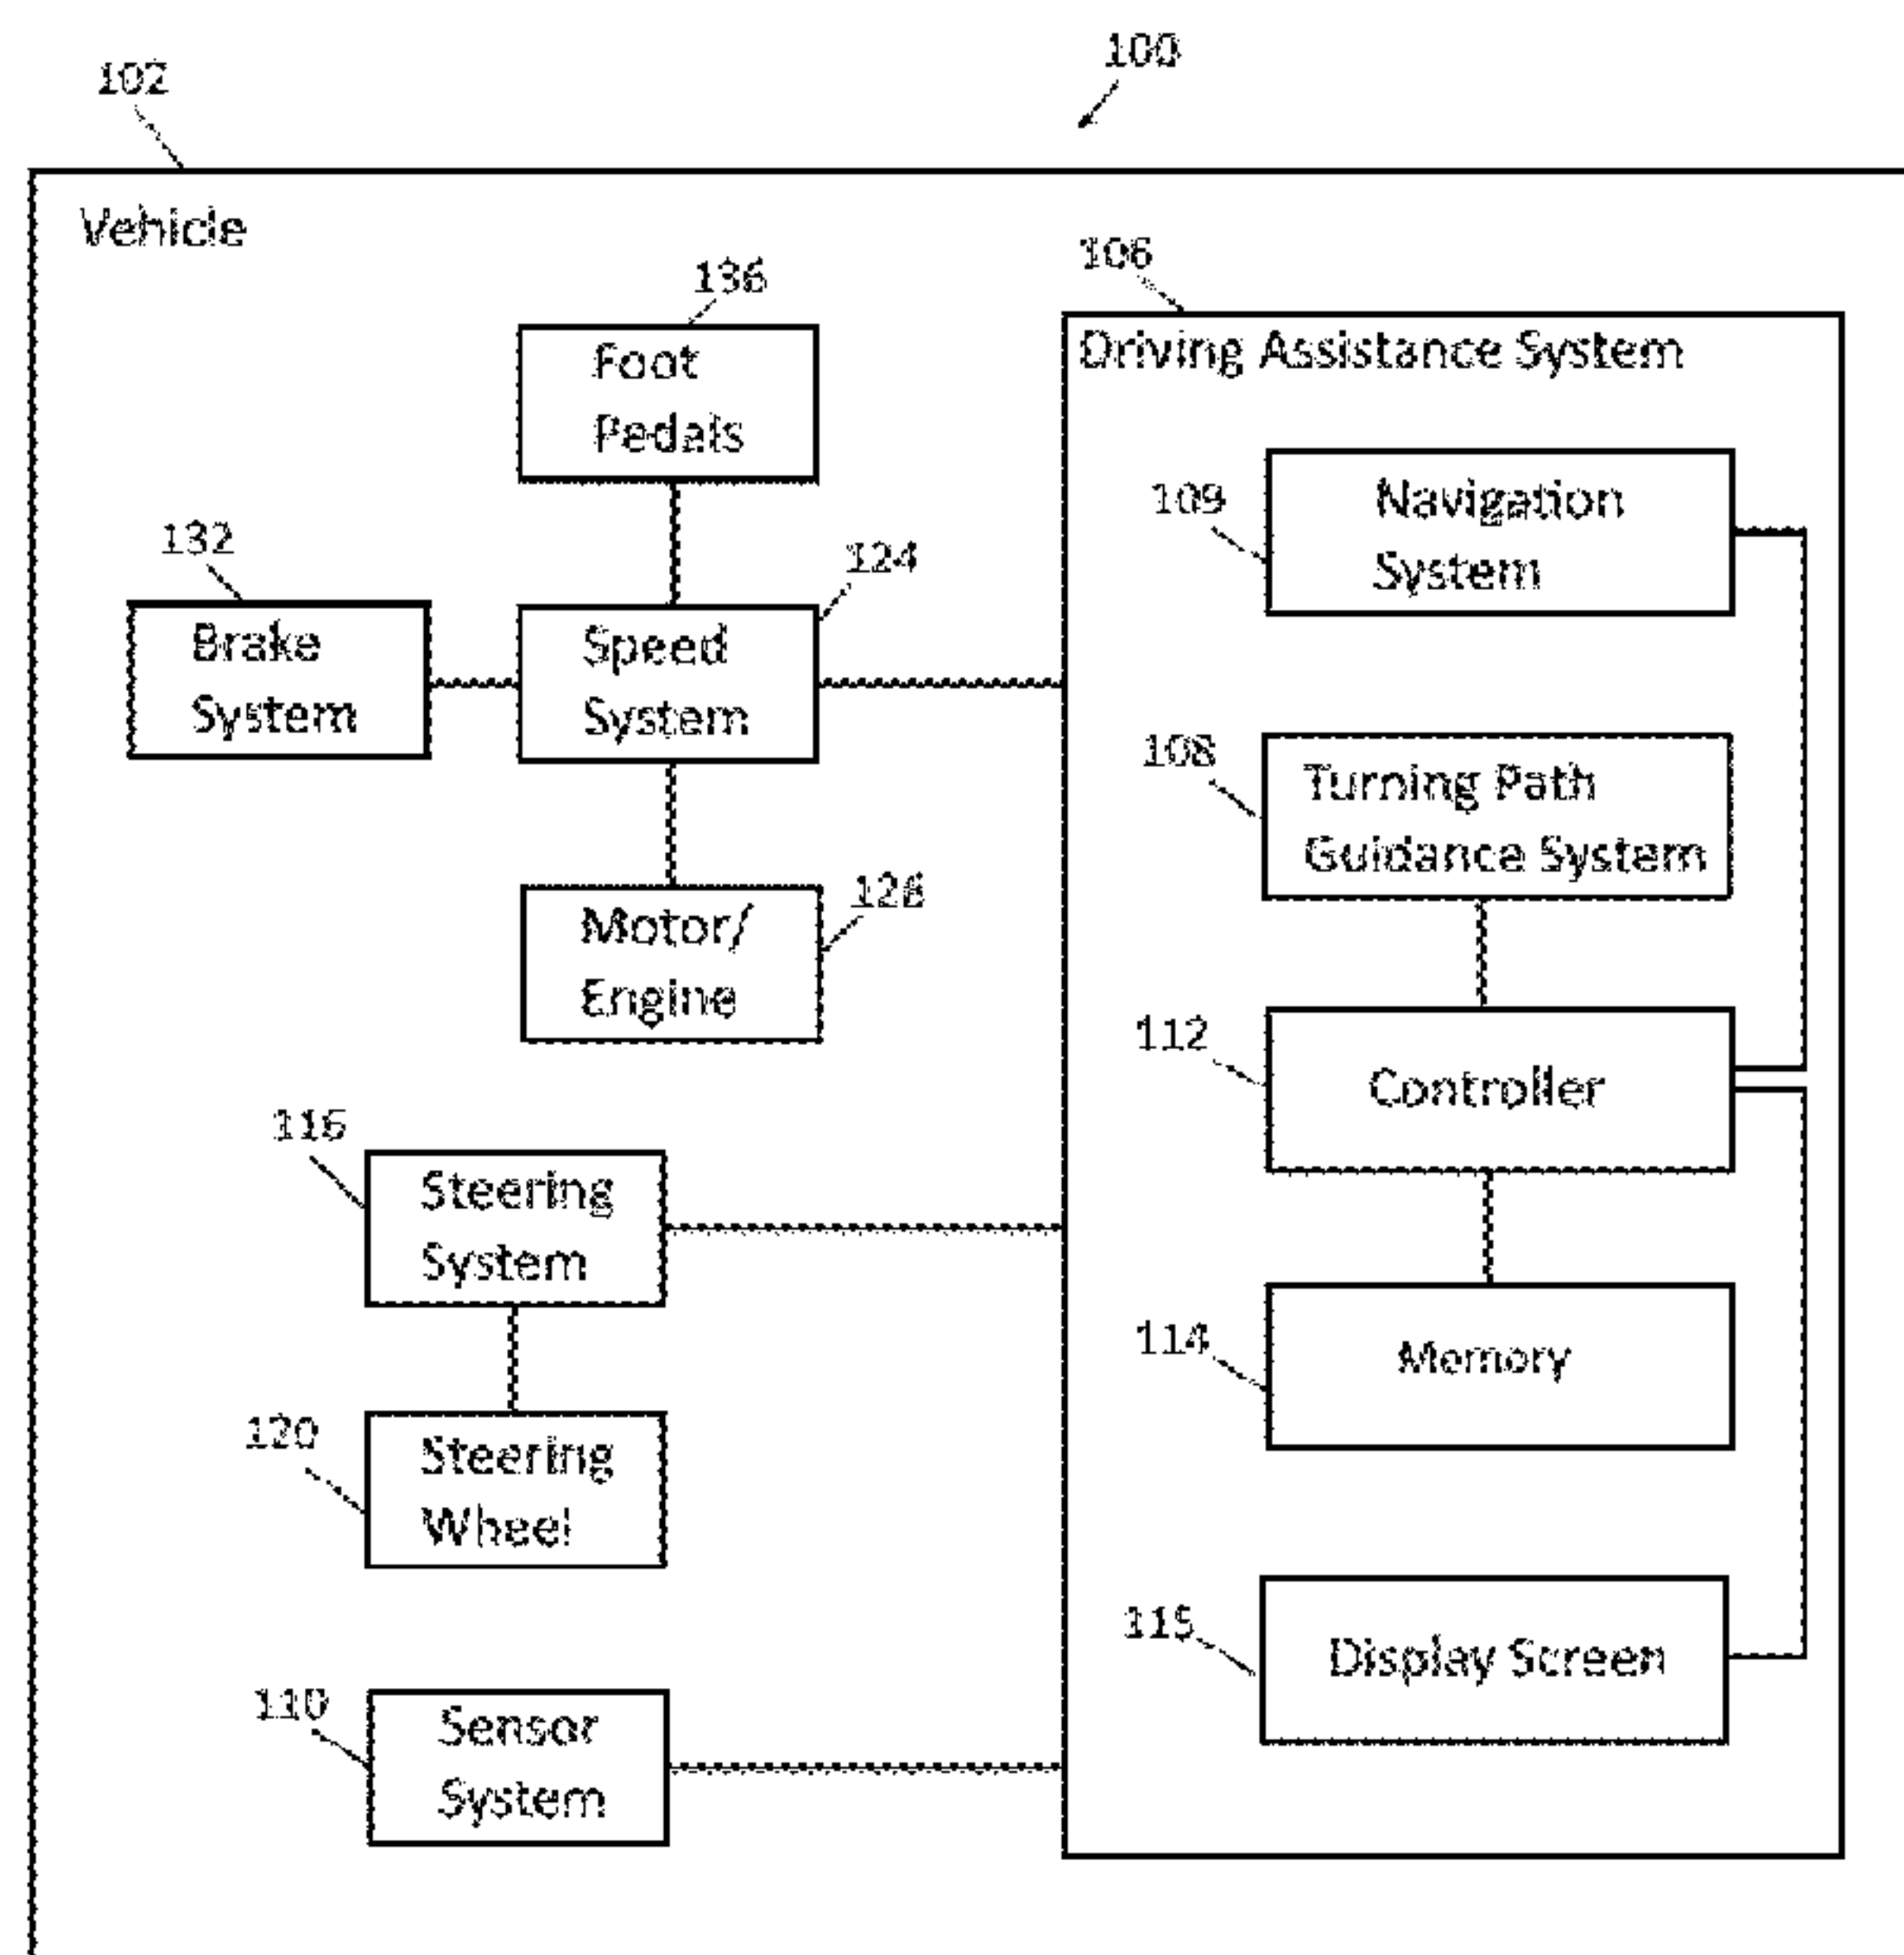 100
102
Vehicle
106
136
Driving Assistance System
Foot
Pedals
109
Navigation
System
132
124
Brake
System
Speed
System
108
Turning Path
Guidance System
128
Motor/
Engine
112
Controller
116
Steering
System
114
Memory
120
Steering
Wheel
115
Display Screen
110
Sensor
System